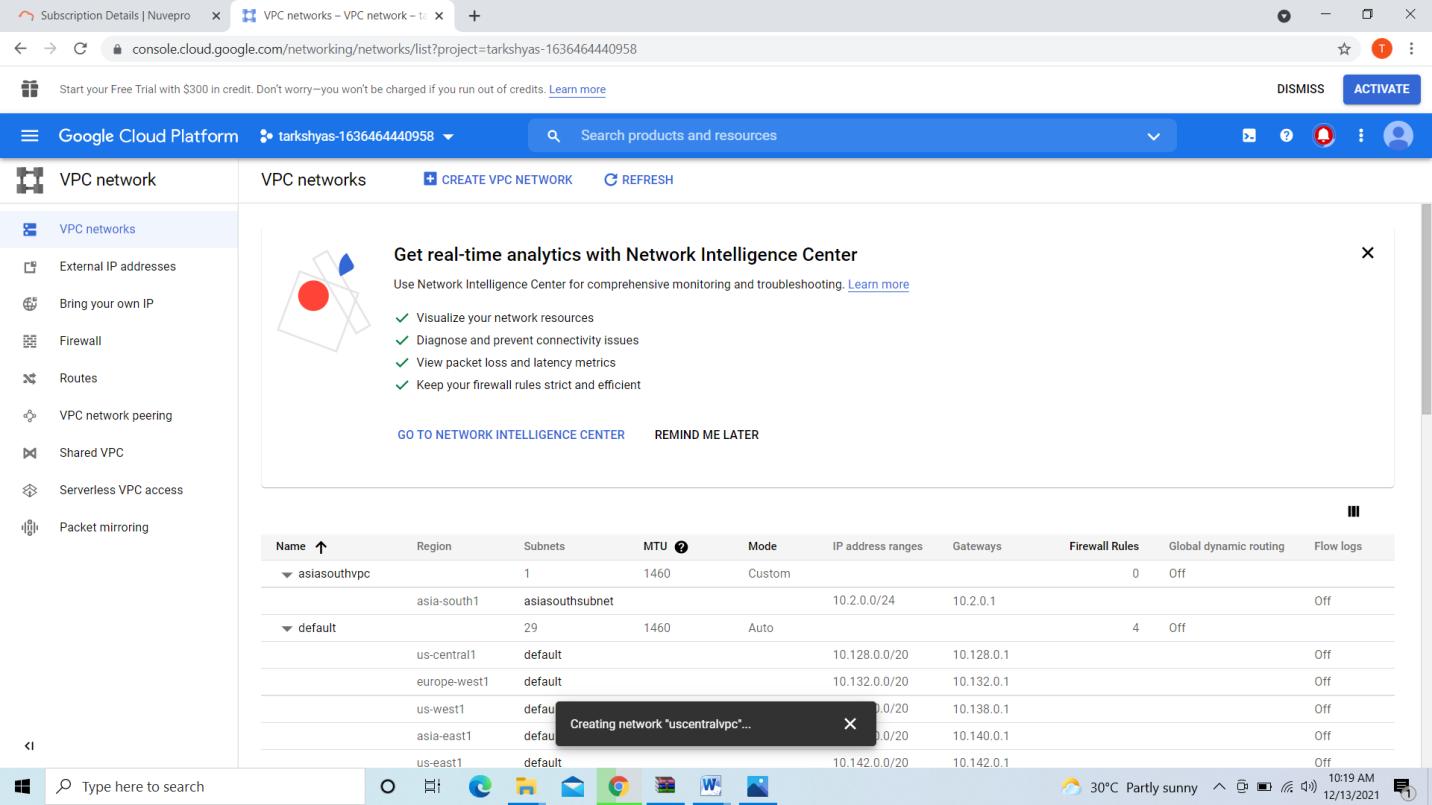 Subscription Details | Nuvepro
VPC networks – VPC network – ta
console.cloud.google.com/networking/networks/list?project=tarkshyas-1636464440958
T
Start your Free Trial with $300 in credit. Don't worry—you won't be charged if you run out of credits. Learn more
DISMISS
ACTIVATE
Google Cloud Platform
tarkshyas-1636464440958
Search products and resources
VPC network
VPC networks
CREATE VPC NETWORK
REFRESH
VPC networks
External IP addresses
Bring your own IP
Firewall
Routes
VPC network peering
Shared VPC
Serverless VPC access
Packet mirroring
Get real-time analytics with Network Intelligence Center
Use Network Intelligence Center for comprehensive monitoring and troubleshooting. Learn more
Visualize your network resources
Diagnose and prevent connectivity issues
View packet loss and latency metrics
Keep your firewall rules strict and efficient
GO TO NETWORK INTELLIGENCE CENTER
REMIND ME LATER
Name Region Subnets MTU Mode IP address ranges Gateways Firewall Rules Global dynamic routing Flow logs
asiasouthvpc 1 1460 Custom 0 Off
asia-south1 asiasouthsubnet 10.2.0.0/24 10.2.0.1 Off
default 29 1460 Auto 4 Off
us-central1 default 10.128.0.0/20 10.128.0.1 Off
europe-west1 default 10.132.0.0/20 10.132.0.1 Off
us-west1 defau 0.0/20 10.138.0.1 Off
asia-east1 defau 0.0/20 10.140.0.1 Off
us-east1 default 10.142.0.0/20 10.142.0.1 Off
Creating network "uscentralvpc"...
Type here to search
30°C Partly sunny
10:19 AM
12/13/2021
1